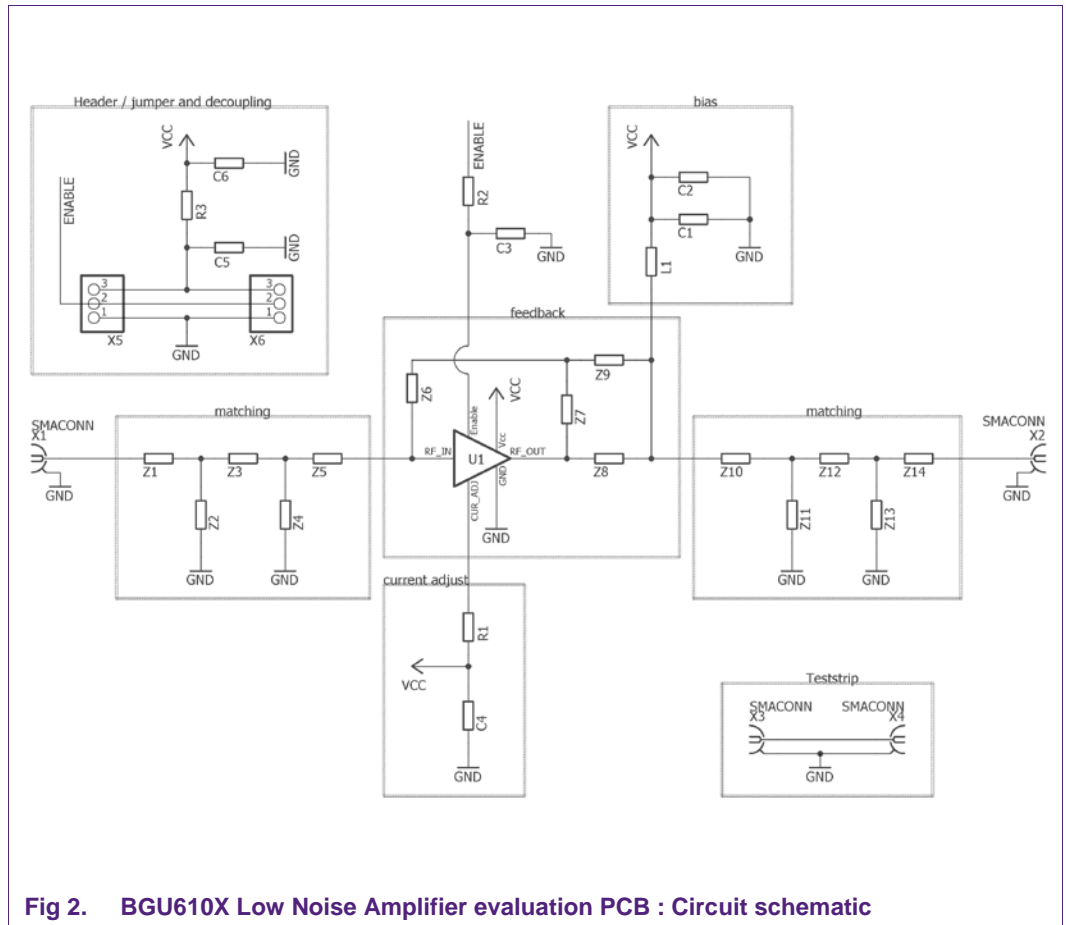 Header / jumper and decoupling
VCC
C6
GND
ENABLE
R3
C5
GND
3
2
1
X5
GND
3
2
1
X6
ENABLE
R2
C3
GND
bias
VCC
C2
C1
GND
L1
feedback
Z9
Z6
Z7
VCC
Enable
Vcc
RF_IN
U1
RF_OUT
GND
CUR_ADJ
Z8
GND
SMACONN
X1
GND
matching
Z1
Z3
Z5
Z2
Z4
GND
GND
matching
Z10
Z12
Z14
Z11
Z13
GND
GND
SMACONN
X2
GND
current adjust
R1
VCC
C4
GND
Teststrip
SMACONN
X3
SMACONN
X4
GND
Fig 2. BGU610X Low Noise Amplifier evaluation PCB : Circuit schematic